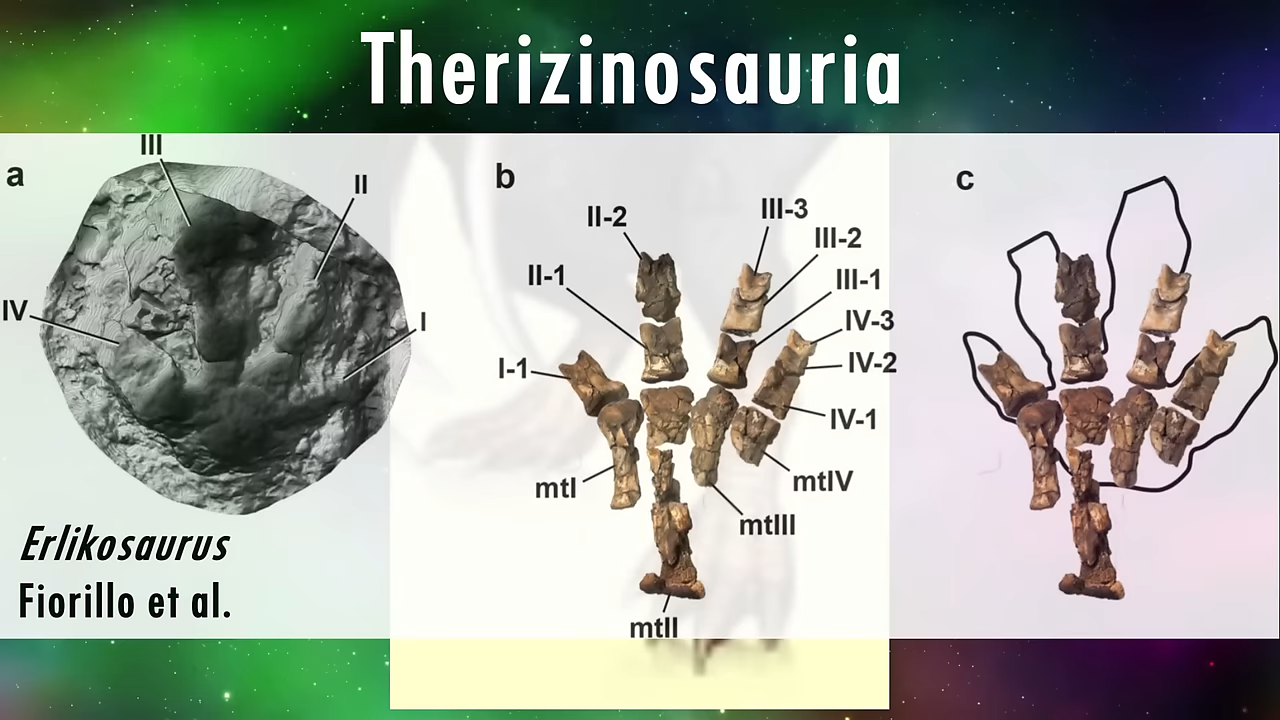 Therizinosauria
a
III
II
IV
I
Erlikosaurus
Fiorillo et al.
b
II-2
III-3
III-2
II-1
III-1
IV-3
I-1
IV-2
IV-1
mtI
mtIV
mtIII
mtII
c